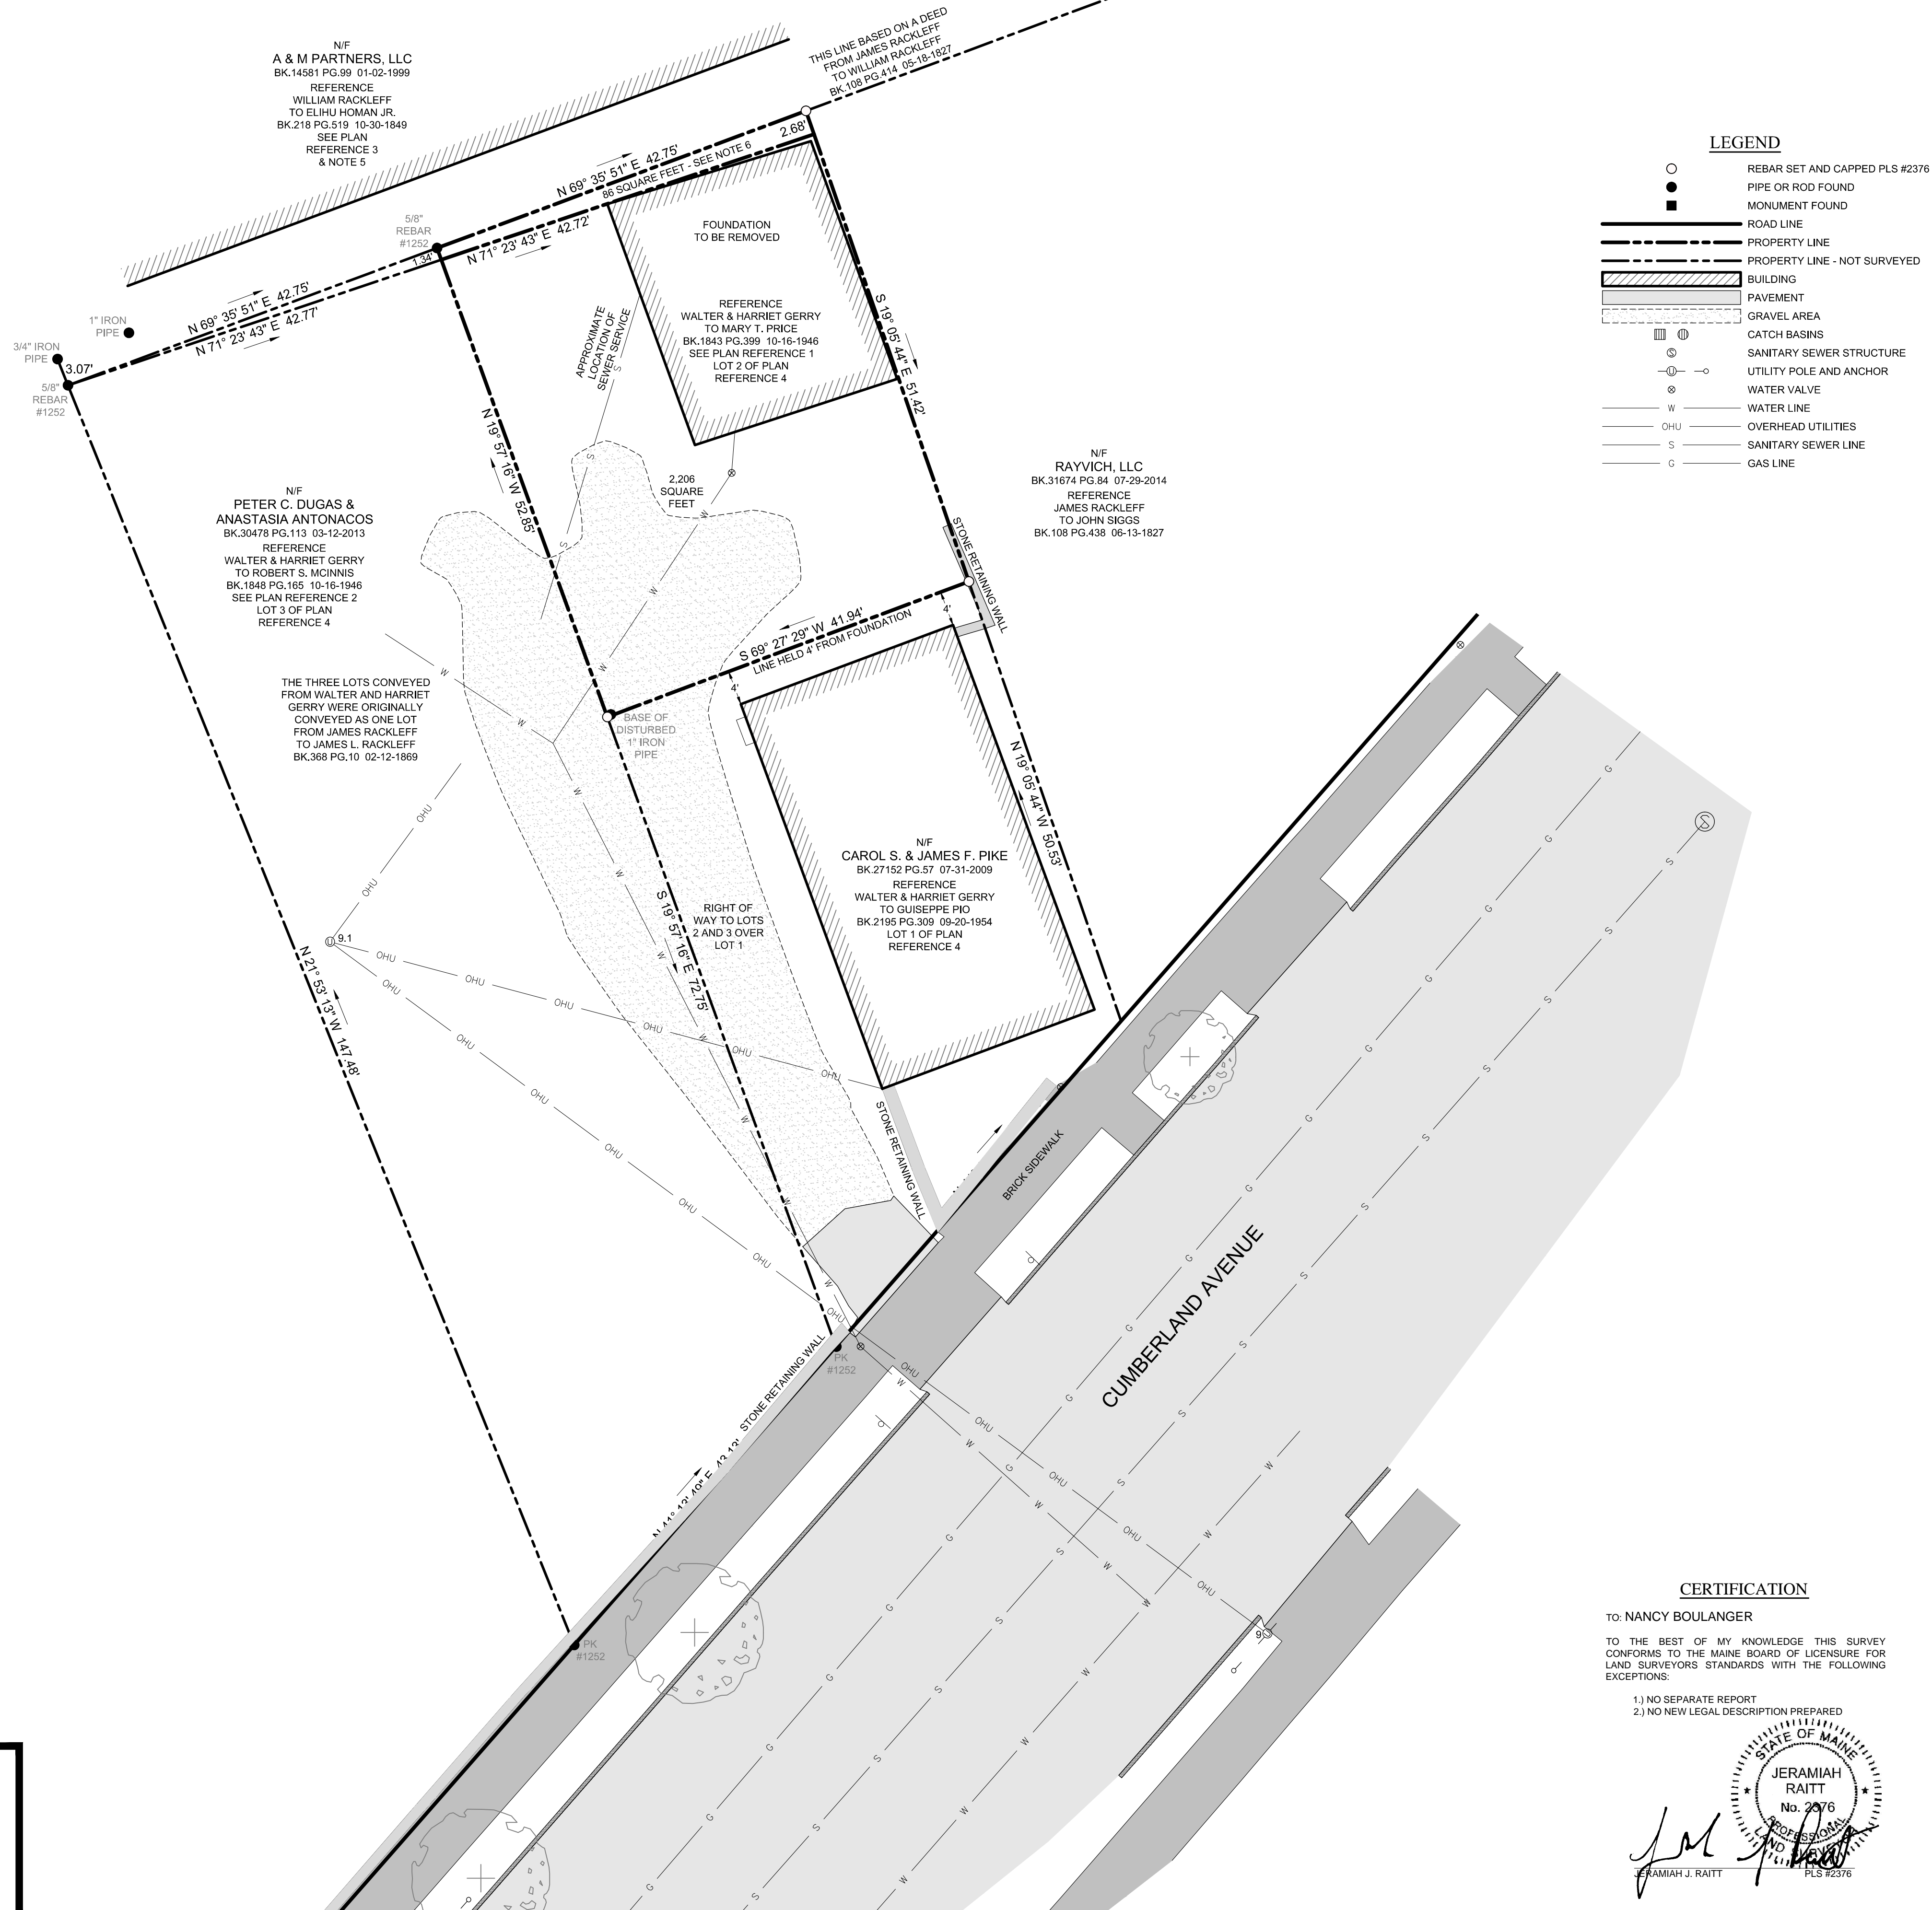 N/F
A & M PARTNERS, LLC
BK.14581 PG.99 01-02-1999
REFERENCE
WILLIAM RACKLEFF
TO ELIHU HOMAN JR.
BK.218 PG.519 10-30-1849
SEE PLAN
REFERENCE 3
& NOTE 5
THIS LINE BASED ON A DEED
FROM JAMES RACKLEFF
TO WILLIAM RACKLEFF
BK.108 PG.414 05-18-1827
2.68'
N 69° 35' 51" E 42.75'
86 SQUARE FEET - SEE NOTE 6
N 71° 23' 43" E 42.72'
5/8"
REBAR
#1252
1.34'
N 69° 35' 51" E 42.75'
N 71° 23' 43" E 42.77'
1" IRON
PIPE
3/4" IRON
PIPE
3.07'
5/8"
REBAR
#1252
FOUNDATION
TO BE REMOVED
REFERENCE
WALTER & HARRIET GERRY
TO MARY T. PRICE
BK.1843 PG.399 10-16-1946
SEE PLAN REFERENCE 1
LOT 2 OF PLAN
REFERENCE 4
APPROXIMATE
LOCATION OF
SEWER SERVICE
S 19° 05' 44" E 51.42'
N 19° 57' 16" W 52.85'
2,206
SQUARE
FEET
N/F
RAYVICH, LLC
BK.31674 PG.84 07-29-2014
REFERENCE
JAMES RACKLEFF
TO JOHN SIGGS
BK.108 PG.438 06-13-1827
N/F
PETER C. DUGAS &
ANASTASIA ANTONACOS
BK.30478 PG.113 03-12-2013
REFERENCE
WALTER & HARRIET GERRY
TO ROBERT S. MCINNIS
BK.1848 PG.165 10-16-1946
SEE PLAN REFERENCE 2
LOT 3 OF PLAN
REFERENCE 4
STONE RETAINING WALL
S 69° 27' 29" W 41.94'
LINE HELD 4' FROM FOUNDATION
4'
4'
THE THREE LOTS CONVEYED
FROM WALTER AND HARRIET
GERRY WERE ORIGINALLY
CONVEYED AS ONE LOT
FROM JAMES RACKLEFF
TO JAMES L. RACKLEFF
BK.368 PG.10 02-12-1869
BASE OF
DISTURBED
1" IRON
PIPE
N 19° 05' 44" W 50.53'
N/F
CAROL S. & JAMES F. PIKE
BK.27152 PG.57 07-31-2009
REFERENCE
WALTER & HARRIET GERRY
TO GUISEPPE PIO
BK.2195 PG.309 09-20-1954
LOT 1 OF PLAN
REFERENCE 4
RIGHT OF
WAY TO LOTS
2 AND 3 OVER
LOT 1
S 19° 57' 16" E 72.75'
9.1
N 21° 53' 13" W 147.48'
STONE RETAINING WALL
BRICK SIDEWALK
CUMBERLAND AVENUE
PK
#1252
STONE RETAINING WALL
N 41° 13' 49" E 43.13'
PK
#1252
9
LEGEND
REBAR SET AND CAPPED PLS #2376
PIPE OR ROD FOUND
MONUMENT FOUND
ROAD LINE
PROPERTY LINE
PROPERTY LINE - NOT SURVEYED
BUILDING
PAVEMENT
GRAVEL AREA
CATCH BASINS
S SANITARY SEWER STRUCTURE
U UTILITY POLE AND ANCHOR
WATER VALVE
W WATER LINE
OHU OVERHEAD UTILITIES
S SANITARY SEWER LINE
G GAS LINE
CERTIFICATION
TO: NANCY BOULANGER
TO THE BEST OF MY KNOWLEDGE THIS SURVEY
CONFORMS TO THE MAINE BOARD OF LICENSURE FOR
LAND SURVEYORS STANDARDS WITH THE FOLLOWING
EXCEPTIONS:
1.) NO SEPARATE REPORT
2.) NO NEW LEGAL DESCRIPTION PREPARED
STATE OF MAINE
JERAMIAH
RAITT
No. 2376
PROFESSIONAL
LAND SURVEYOR
JERAMIAH J. RAITT PLS #2376